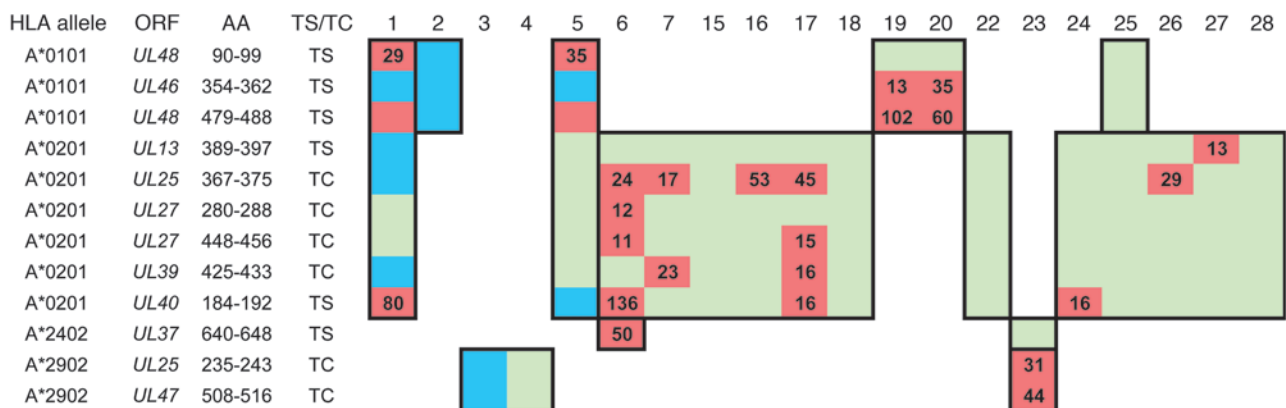 HLA allele ORF AA TS/TC 1 2 3 4 5 6 7 15 16 17 18 19 20 22 23 24 25 26 27 28
A*0101 UL48 90-99 TS 29 35
A*0101 UL46 354-362 TS 13 35
A*0101 UL48 479-488 TS 102 60
A*0201 UL13 389-397 TS 13
A*0201 UL25 367-375 TC 24 17 53 45 29
A*0201 UL27 280-288 TC 12
A*0201 UL27 448-456 TC 11 15
A*0201 UL39 425-433 TC 23 16
A*0201 UL40 184-192 TS 80 136 16 16
A*2402 UL37 640-648 TS 50
A*2902 UL25 235-243 TC 31
A*2902 UL47 508-516 TC 44